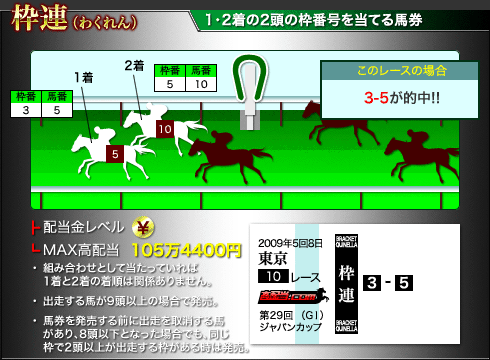 枠連（わくれん）
1・2着の2頭の枠番号を当てる馬券
このレースの場合
3-5が的中!!
2着
枠番 馬番
5 10
1着
枠番 馬番
3 5
10
5
配当金レベル ¥
MAX高配当 105万4400円
・組み合わせとして当たっていれば
1着と2着の着順は関係ありません。
・出走する馬が9頭以上の場合で発売。
・馬券を発売する前に出走を取消する馬
があり、8頭以下となった場合でも、同じ
枠で2頭以上が出走する枠がある時は発売。
2009年5回8日
東京
10レース
第29回（GⅠ）
ジャパンカップ
BRACKET
QUINELLA
枠連
BRACKET
QUINELLA
3 - 5